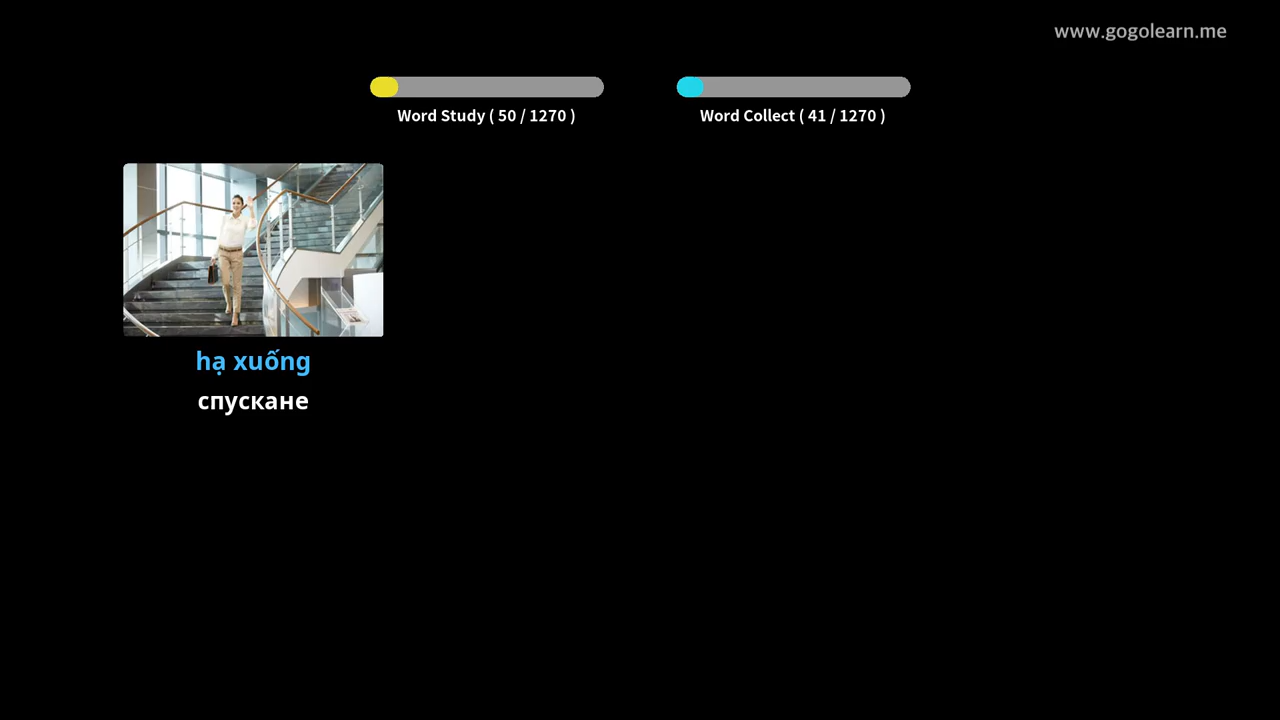 www.gogolearn.me
Word Study ( 50 / 1270 )
Word Collect ( 41 / 1270 )
hạ xuống
спускане